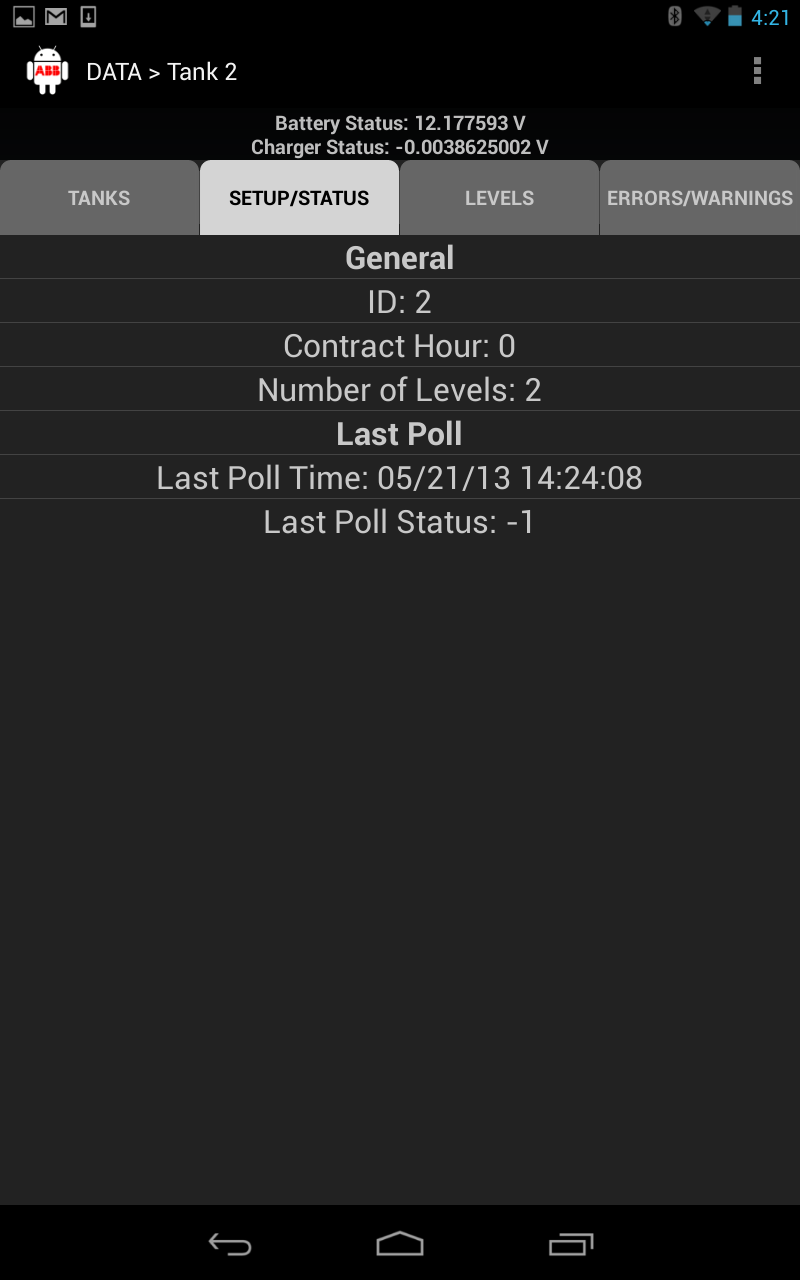 4:21
ABB
DATA > Tank 2
Battery Status: 12.177593 V
Charger Status: -0.0038625002 V
TANKS
SETUP/STATUS
LEVELS
ERRORS/WARNINGS
General
ID: 2
Contract Hour: 0
Number of Levels: 2
Last Poll
Last Poll Time: 05/21/13 14:24:08
Last Poll Status: -1